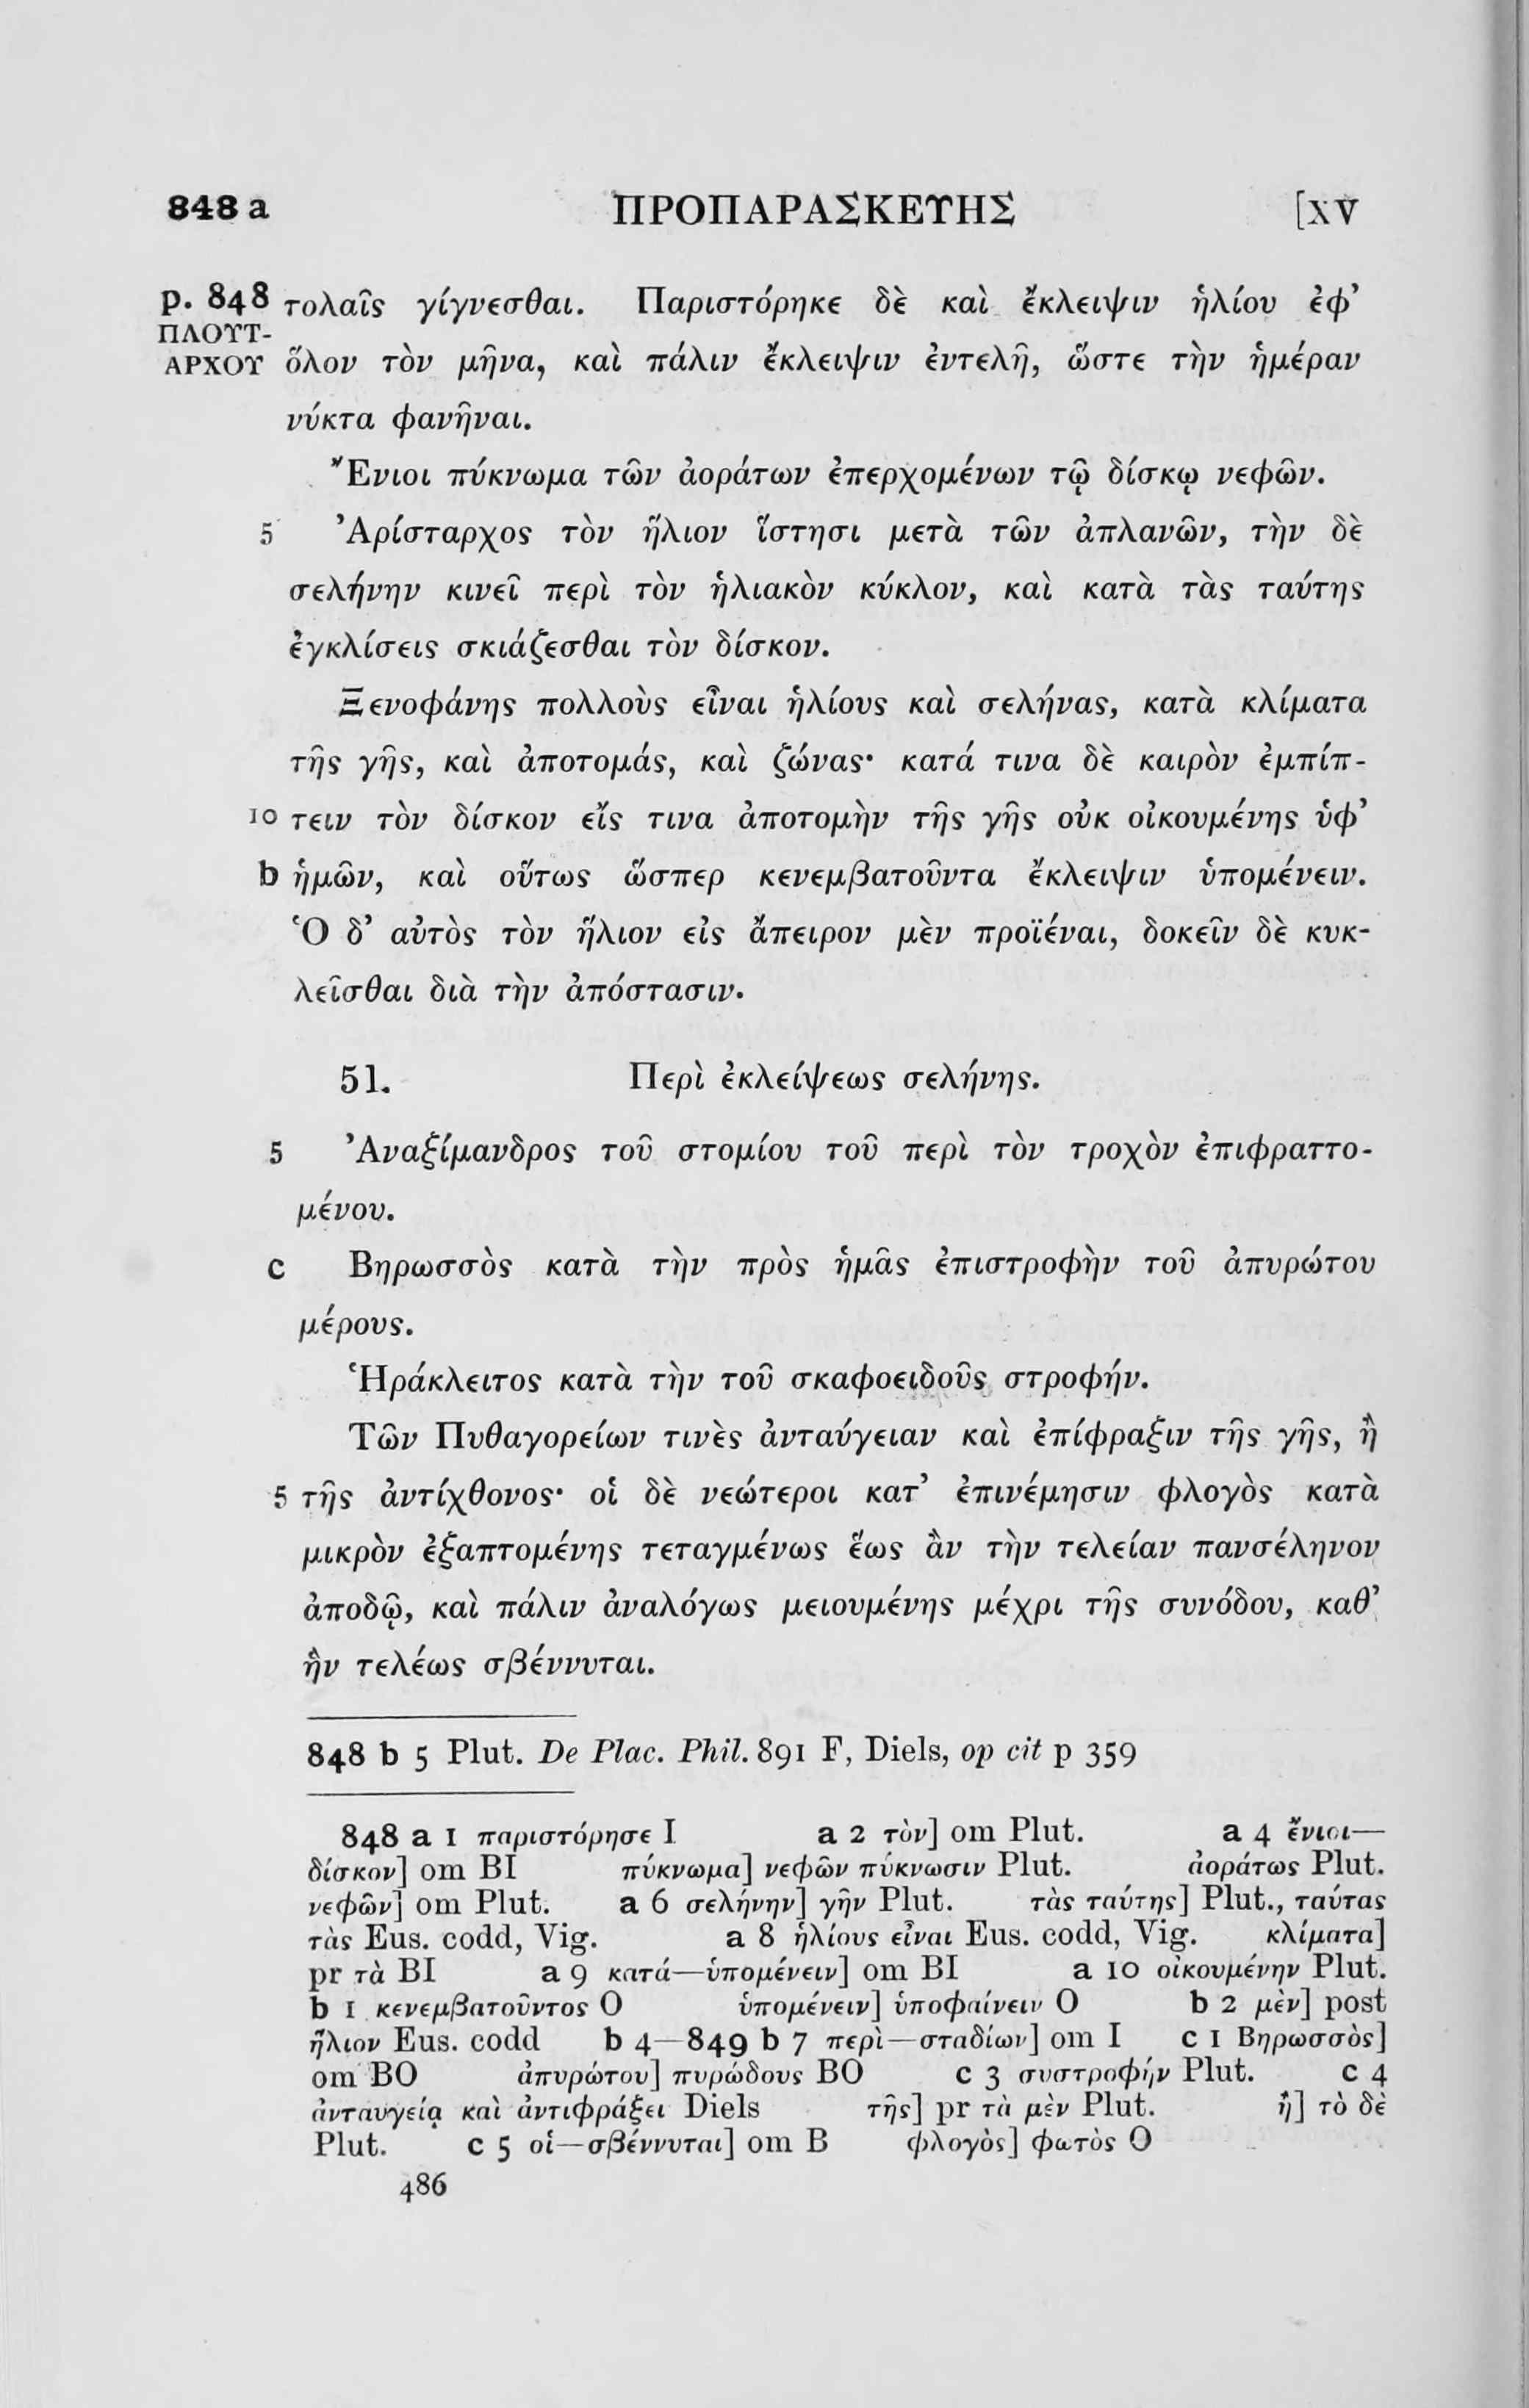 848 a ΠΡΟΠΑΡΑΣΚΕΥΗΣ [XV
p. 848 τολαῖς γίγνεσθαι. Παριστόρηκε δὲ καὶ ἔκλειψιν ἡλίου ἐφ’
ΠΛΟΥΤ-
ΑΡΧΟΥ ὅλον τὸν μῆνα, καὶ πάλιν ἔκλειψιν ἐντελῆ, ὥστε τὴν ἡμέραν
νύκτα φανῆναι.
Ἔνιοι πύκνωμα τῶν ἀοράτων ἐπερχομένων τῷ δίσκῳ νεφῶν.
5 Ἀρίσταρχος τὸν ἥλιον ἵστησι μετὰ τῶν ἀπλανῶν, τὴν δὲ
σελήνην κινεῖ περὶ τὸν ἡλιακὸν κύκλον, καὶ κατὰ τὰς ταύτης
ἐγκλίσεις σκιάζεσθαι τὸν δίσκον.
Ξενοφάνης πολλοὺς εἶναι ἡλίους καὶ σελήνας, κατὰ κλίματα
τῆς γῆς, καὶ ἀποτομάς, καὶ ζώνας· κατά τινα δὲ καιρὸν ἐμπίπ-
10 τειν τὸν δίσκον εἴς τινα ἀποτομὴν τῆς γῆς οὐκ οἰκουμένης ὑφ’
b ἡμῶν, καὶ οὕτως ὥσπερ κενεμβατοῦντα ἔκλειψιν ὑπομένειν.
Ὁ δ’ αὐτὸς τὸν ἥλιον εἰς ἄπειρον μὲν προϊέναι, δοκεῖν δὲ κυκ-
λεῖσθαι διὰ τὴν ἀπόστασιν.
51. Περὶ ἐκλείψεως σελήνης.
5 Ἀναξίμανδρος τοῦ στομίου τοῦ περὶ τὸν τροχὸν ἐπιφραττο-
μένου.
c Βηρωσσὸς κατὰ τὴν πρὸς ἡμᾶς ἐπιστροφὴν τοῦ ἀπυρώτου
μέρους.
Ἡράκλειτος κατὰ τὴν τοῦ σκαφοειδοῦς στροφήν.
Τῶν Πυθαγορείων τινὲς ἀνταύγειαν καὶ ἐπίφραξιν τῆς γῆς, ἢ
5 τῆς ἀντίχθονος· οἱ δὲ νεώτεροι κατ’ ἐπινέμησιν φλογὸς κατὰ
μικρὸν ἐξαπτομένης τεταγμένως ἕως ἂν τὴν τελείαν πανσέληνον
ἀποδῷ, καὶ πάλιν ἀναλόγως μειουμένης μέχρι τῆς συνόδου, καθ’
ἣν τελέως σβέννυται.
848 b 5 Plut. De Plac. Phil. 891 F, Diels, op cit p 359
848 a 1 παριστόρησε I a 2 τὸν] om Plut. a 4 ἔνιοι—
δίσκον] om BI πύκνωμα] νεφῶν πύκνωσιν Plut. ἀοράτως Plut.
νεφῶν] om Plut. a 6 σελήνην] γῆν Plut. τὰς ταύτης] Plut., ταύτας
τὰς Eus. codd, Vig. a 8 ἡλίους εἶναι Eus. codd, Vig. κλίματα]
pr τὰ BI a 9 κατά—ὑπομένειν] om BI a 10 οἰκουμένην Plut.
b 1 κενεμβατοῦντος O ὑπομένειν] ὑποφαίνειν O b 2 μὲν] post
ἥλιον Eus. codd b 4—849 b 7 περὶ—σταδίων] om I c 1 Βηρωσσὸς]
om BO ἀπυρώτου] πυρώδους BO c 3 συστροφήν Plut. c 4
ἀνταυγείᾳ καὶ ἀντιφράξει Diels τῆς] pr τὰ μὲν Plut. ἢ] τὸ δὲ
Plut. c 5 οἱ—σβέννυται] om B φλογὸς] φωτὸς O
486